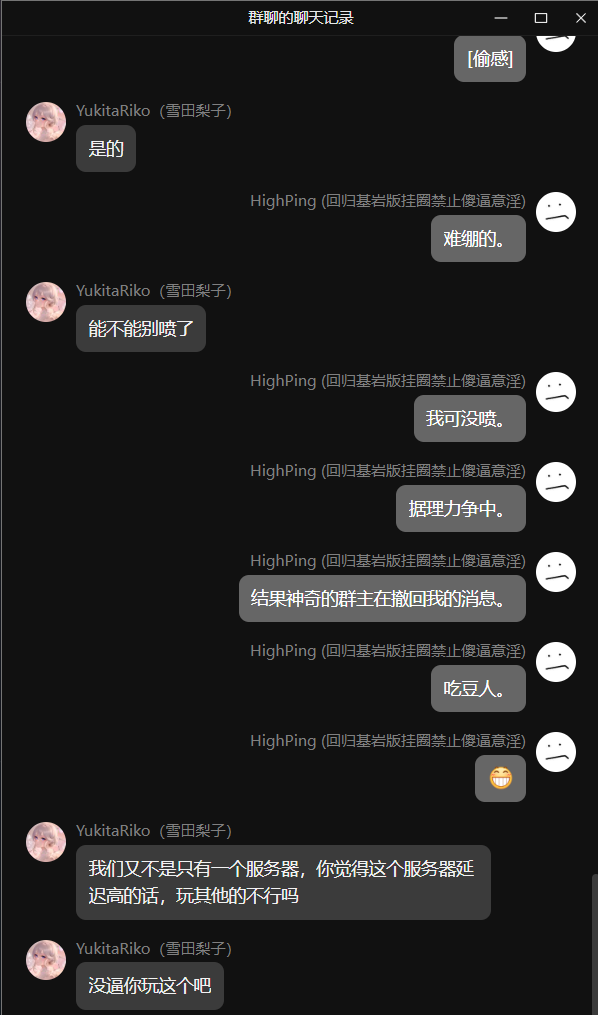 群聊的聊天记录
[偷感]
YukitaRiko（雪田梨子）
是的
HighPing (回归基岩版挂圈禁止傻逼意淫)
难绷的。
YukitaRiko（雪田梨子）
能不能别喷了
HighPing (回归基岩版挂圈禁止傻逼意淫)
我可没喷。
HighPing (回归基岩版挂圈禁止傻逼意淫)
据理力争中。
HighPing (回归基岩版挂圈禁止傻逼意淫)
结果神奇的群主在撤回我的消息。
HighPing (回归基岩版挂圈禁止傻逼意淫)
吃豆人。
HighPing (回归基岩版挂圈禁止傻逼意淫)
😁
YukitaRiko（雪田梨子）
我们又不是只有一个服务器，你觉得这个服务器延
迟高的话，玩其他的不行吗
YukitaRiko（雪田梨子）
没逼你玩这个吧